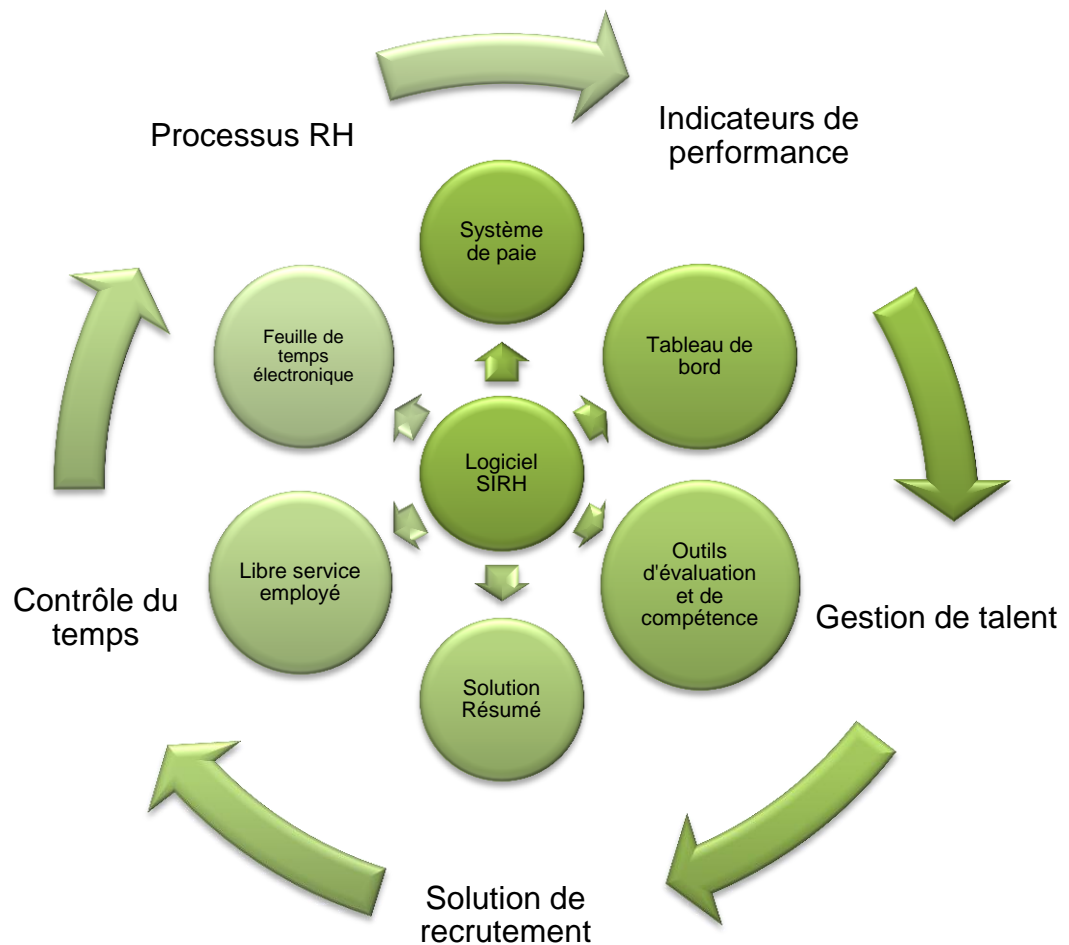 Processus RH
Indicateurs de
performance
Système
de paie
Feuille de
temps
électronique
Tableau de
bord
Logiciel
SIRH
Libre service
employé
Outils
d'évaluation
et de
compétence
Contrôle du
temps
Gestion de talent
Solution
Résumé
Solution de
recrutement